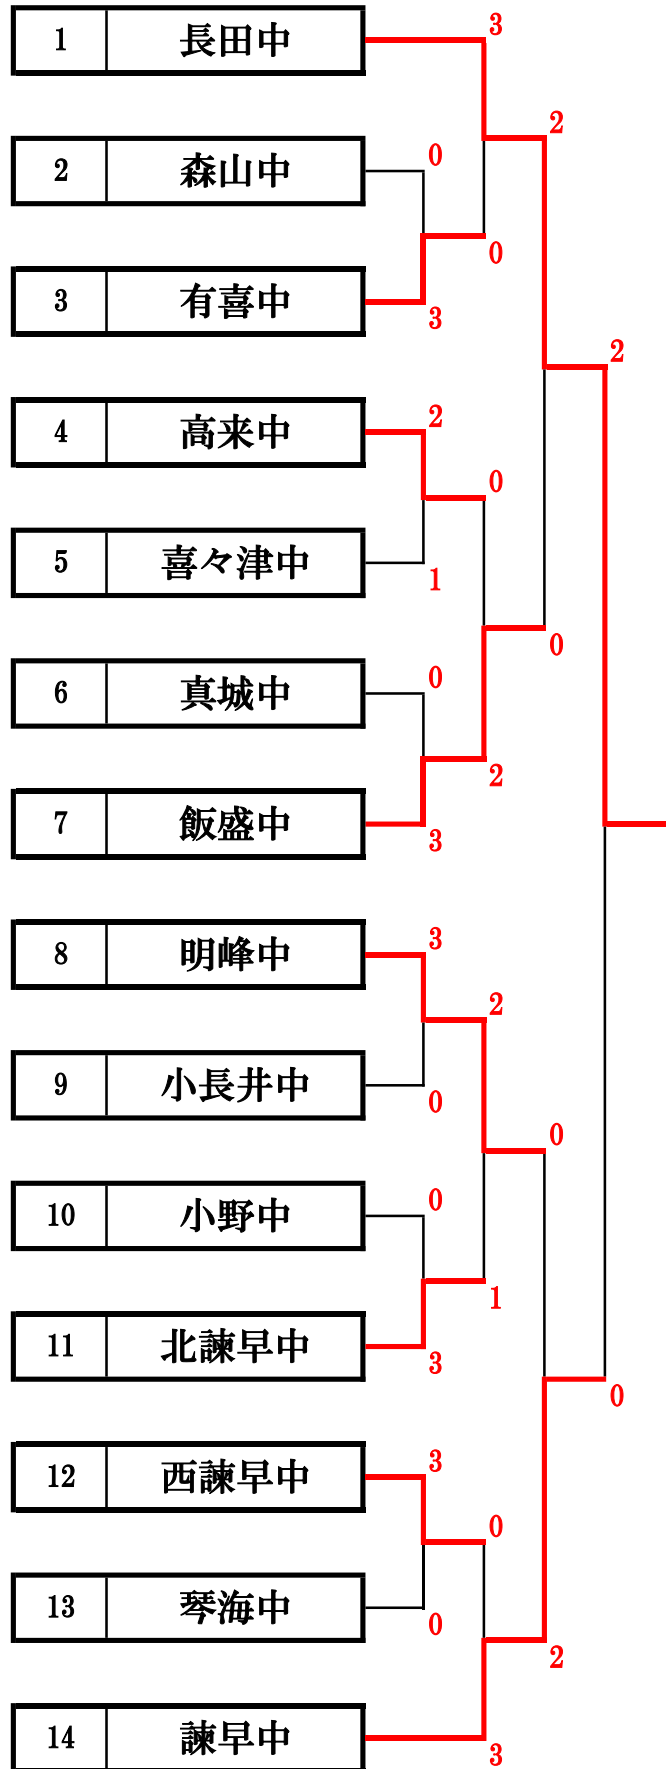 3
1 長田中
2
0
2 森山中
0
3 有喜中
3
2
2
4 高来中
0
5 喜々津中
1
0
0
6 真城中
2
7 飯盛中
3
3
8 明峰中
2
9 小長井中
0
0
0
10 小野中
1
11 北諫早中
3
0
3
12 西諫早中
0
13 琴海中
0
2
14 諫早中
3